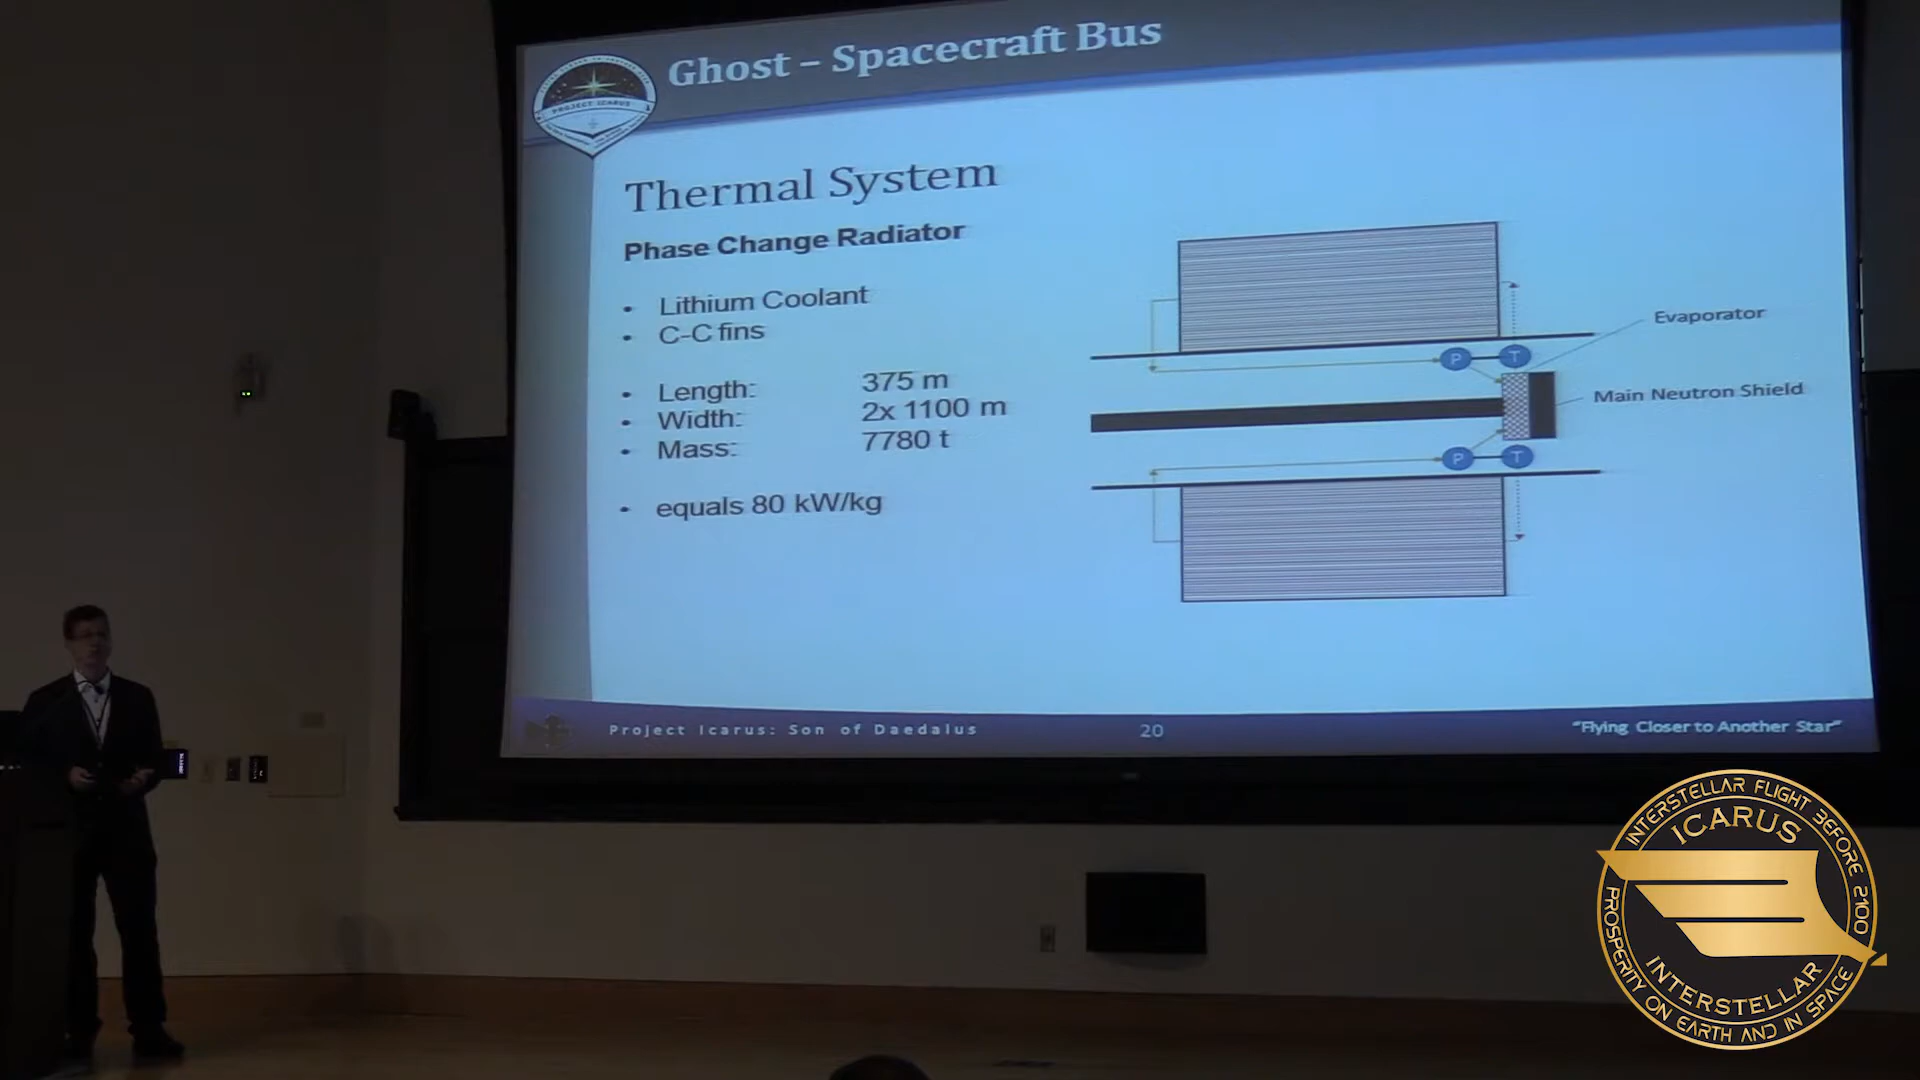 Ghost – Spacecraft Bus
PROJECT ICARUS
Thermal System
Phase Change Radiator
• Lithium Coolant
• C-C fins
• Length: 375 m
• Width: 2x 1100 m
• Mass: 7780 t
• equals 80 kW/kg
Evaporator
P T
Main Neutron Shield
P T
Project Icarus: Son of Daedalus
20
"Flying Closer to Another Star"
INTERSTELLAR FLIGHT BEFORE 2100
ICARUS
INTERSTELLAR
PROSPERITY ON EARTH AND IN SPACE